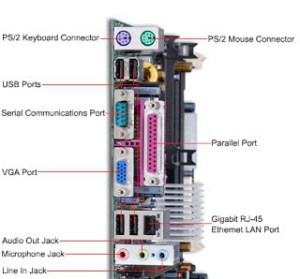 PS/2 Keyboard Connector
PS/2 Mouse Connector
USB Ports
Serial Communications Port
Parallel Port
VGA Port
Gigabit RJ-45
Ethernet LAN Port
Audio Out Jack
Microphone Jack
Line In Jack